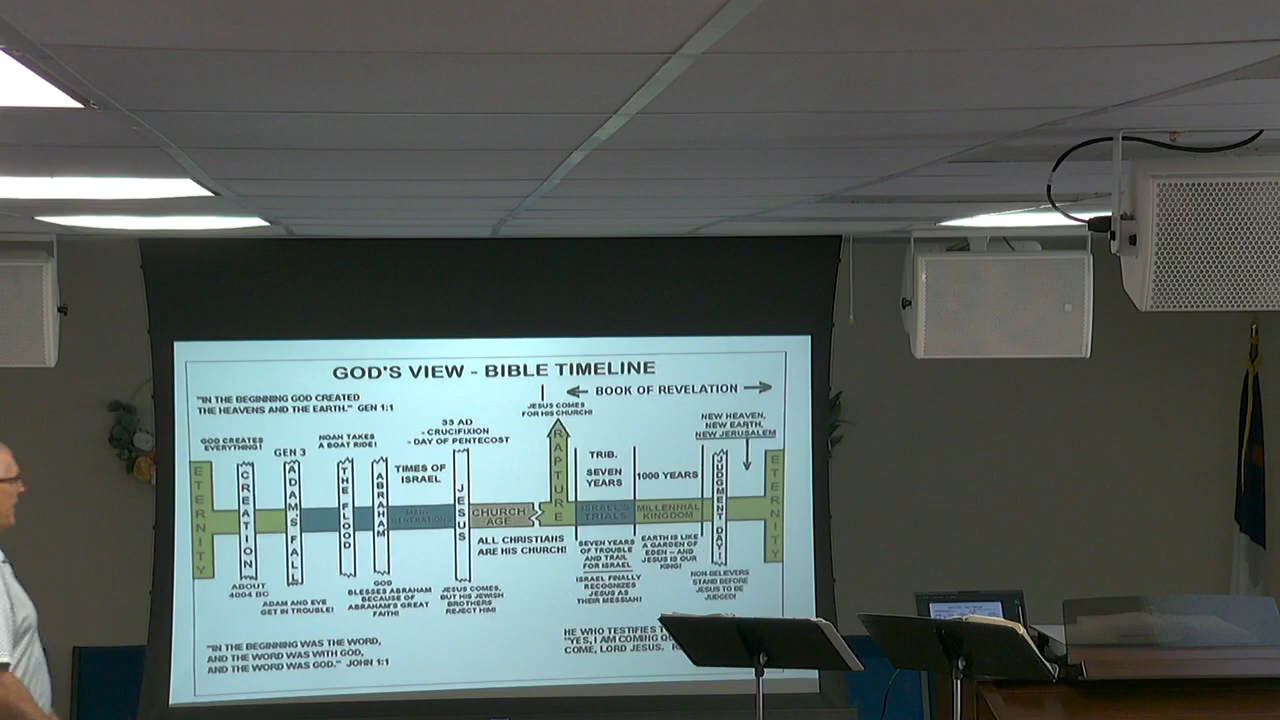 GOD'S VIEW - BIBLE TIMELINE
BOOK OF REVELATION
"IN THE BEGINNING GOD CREATED
THE HEAVENS AND THE EARTH." GEN 1:1
JESUS COMES
FOR HIS CHURCH!
GOD CREATES
EVERYTHING!
GEN 3
NOAH TAKES
A BOAT RIDE!
33 AD
- CRUCIFIXION
- DAY OF PENTECOST
NEW HEAVEN,
NEW EARTH,
NEW JERUSALEM
ETERNITY
CREATION
ADAM'S FALL
THE FLOOD
ABRAHAM
TIMES OF
ISRAEL
MANY
GENERATIONS
JESUS
CHURCH
AGE
RAPTURE
TRIB.
SEVEN
YEARS
ISRAEL'S
TRIALS
1000 YEARS
MILLENNIAL
KINGDOM
JUDGMENT DAY!
ETERNITY
ALL CHRISTIANS
ARE HIS CHURCH!
SEVEN YEARS
OF TROUBLE
AND TRAIL
FOR ISRAEL
ISRAEL FINALLY
RECOGNIZES
JESUS AS
THEIR MESSIAH!
EARTH IS LIKE
A GARDEN OF
EDEN - AND
JESUS IS OUR
KING!
NON-BELIEVERS
STAND BEFORE
JESUS TO BE
JUDGED!
ABOUT
4004 BC
ADAM AND EVE
GET IN TROUBLE!
GOD
BLESSES ABRAHAM
BECAUSE OF
ABRAHAM'S GREAT
FAITH!
JESUS COMES,
BUT HIS JEWISH
BROTHERS
REJECT HIM!
"IN THE BEGINNING WAS THE WORD,
AND THE WORD WAS WITH GOD,
AND THE WORD WAS GOD." JOHN 1:1
HE WHO TESTIFIES
"YES, I AM COMING
COME, LORD JESUS.